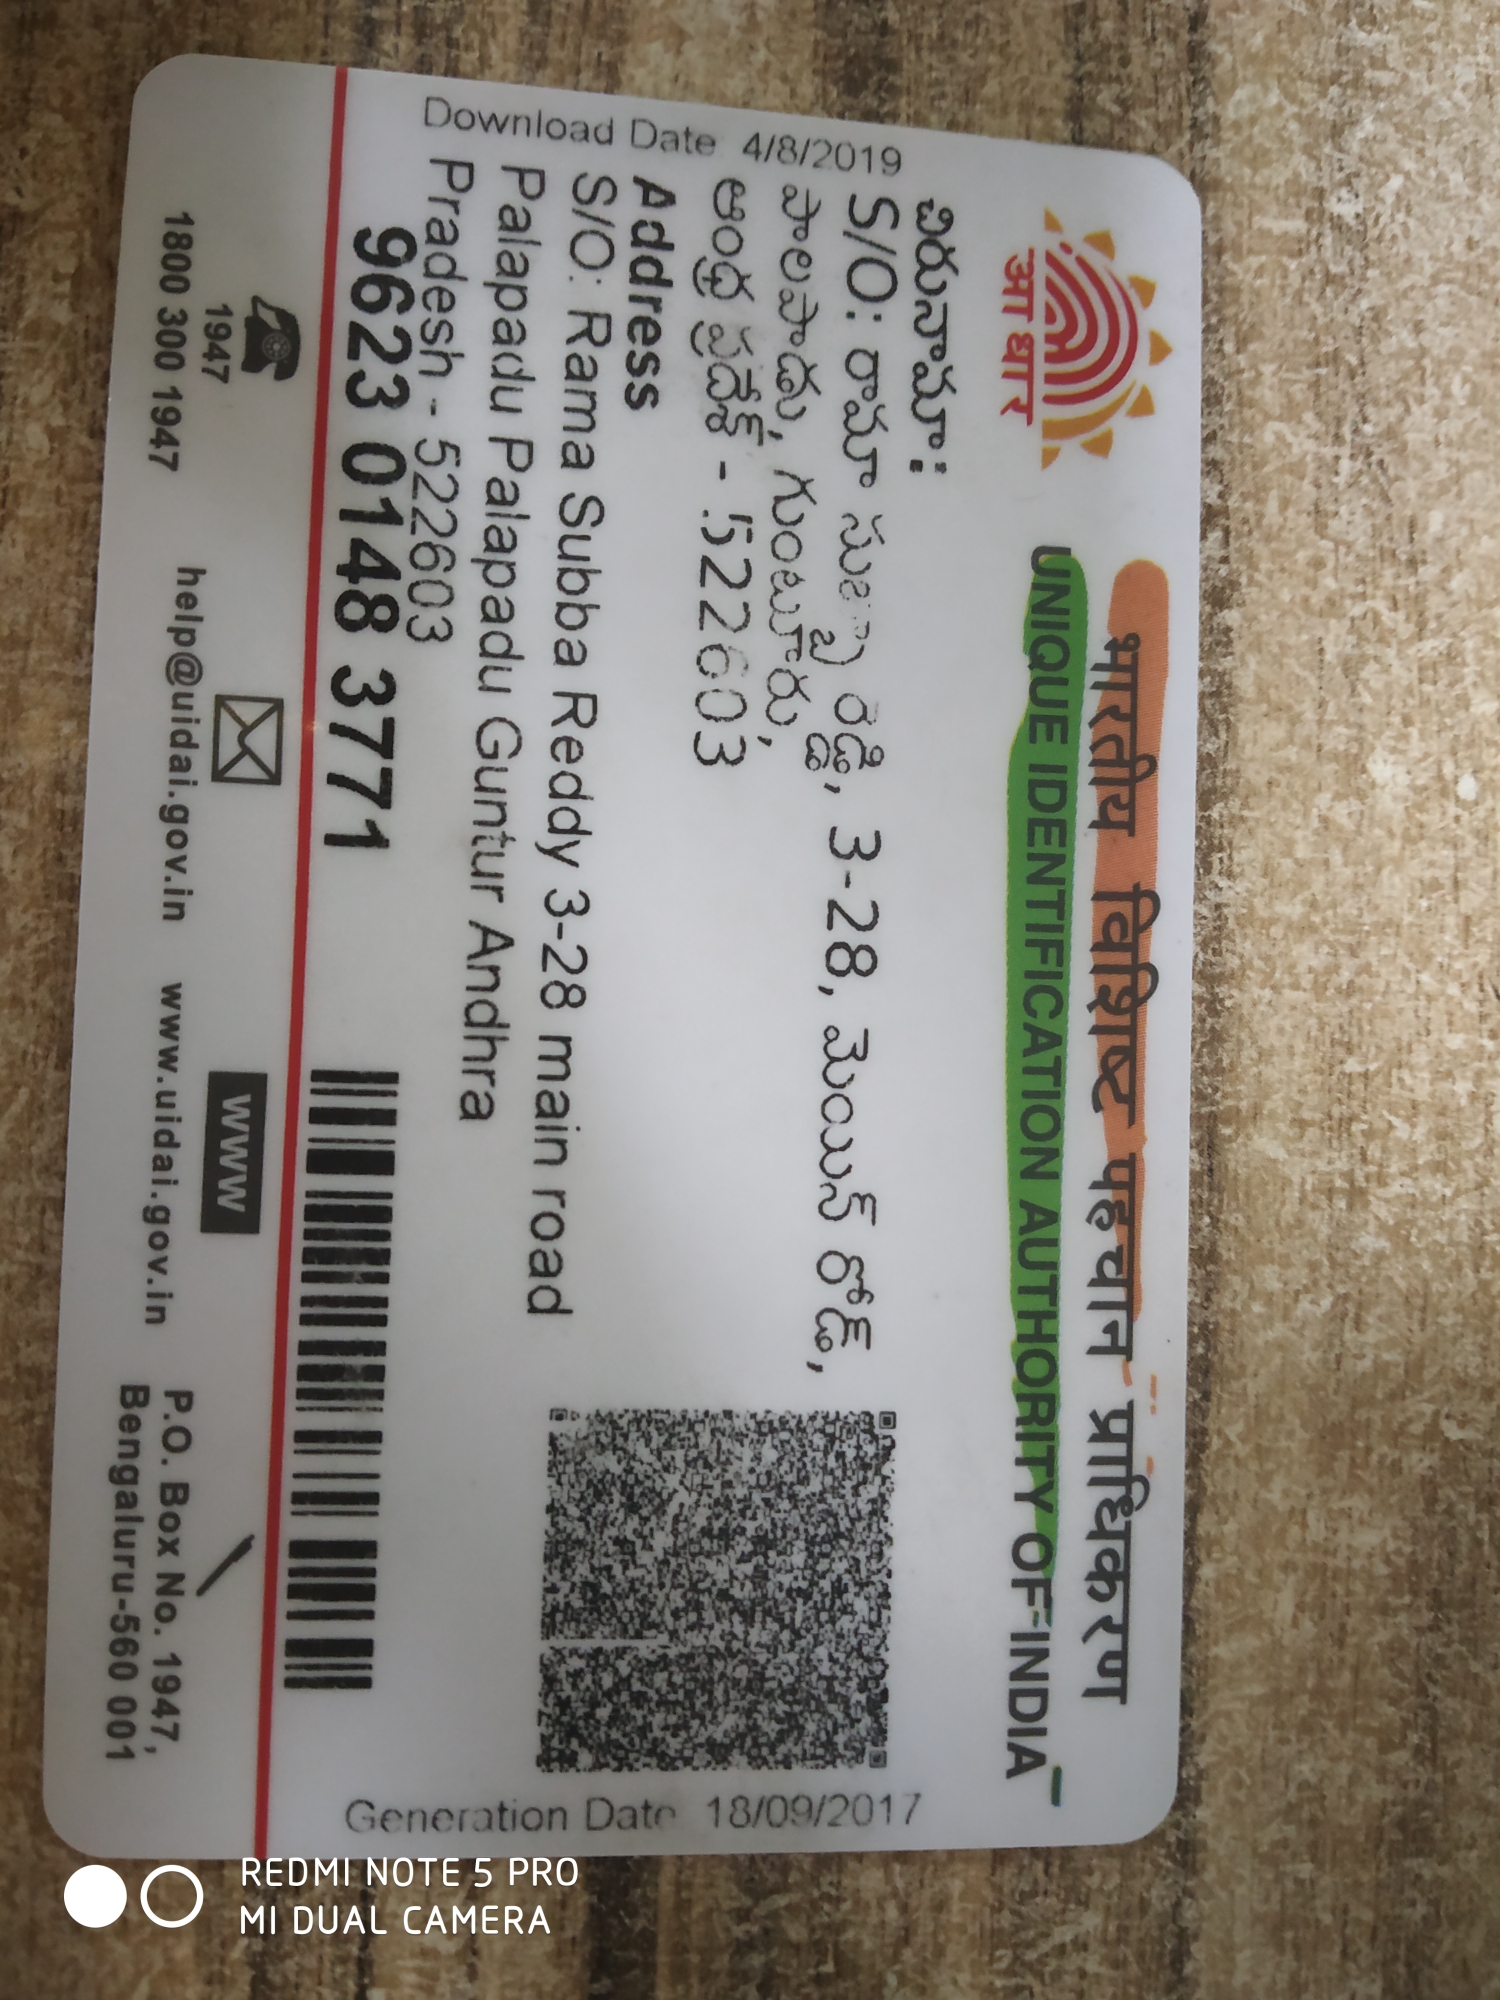 भारतीय विशिष्ट पहचान प्राधिकरण
UNIQUE IDENTIFICATION AUTHORITY OF INDIA
आधार
చిరునామా:
S/O: రామా సుబ్బా రెడ్డి, 3-28, మెయిన్ రోడ్,
పాలపాడు, గుంటూరు,
ఆంధ్ర ప్రదేశ్ - 522603
Address
S/O: Rama Subba Reddy 3-28 main road
Palapadu Palapadu Guntur Andhra
Pradesh - 522603
9623 0148 3771
Download Date 4/8/2019
Generation Date 18/09/2017
1947
1800 300 1947
help@uidai.gov.in
WWW
www.uidai.gov.in
P.O. Box No. 1947,
Bengaluru-560 001
REDMI NOTE 5 PRO
MI DUAL CAMERA